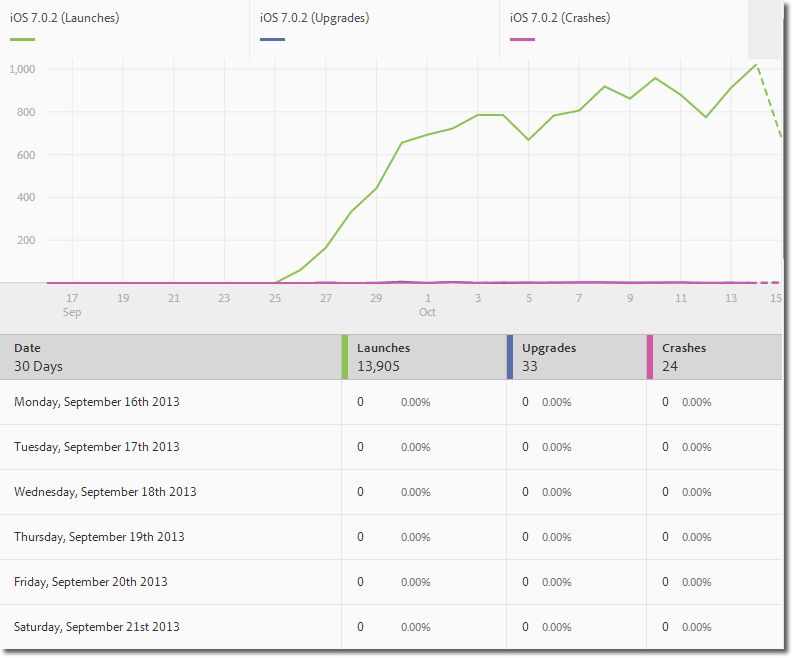 iOS 7.0.2 (Launches) iOS 7.0.2 (Upgrades) iOS 7.0.2 (Crashes)
1,000
800
600
400
200
17 19 21 23 25 27 29 1 3 5 7 9 11 13 15
Sep Oct
Date Launches Upgrades Crashes
30 Days 13,905 33 24
Monday, September 16th 2013 0 0.00% 0 0.00% 0 0.00%
Tuesday, September 17th 2013 0 0.00% 0 0.00% 0 0.00%
Wednesday, September 18th 2013 0 0.00% 0 0.00% 0 0.00%
Thursday, September 19th 2013 0 0.00% 0 0.00% 0 0.00%
Friday, September 20th 2013 0 0.00% 0 0.00% 0 0.00%
Saturday, September 21st 2013 0 0.00% 0 0.00% 0 0.00%